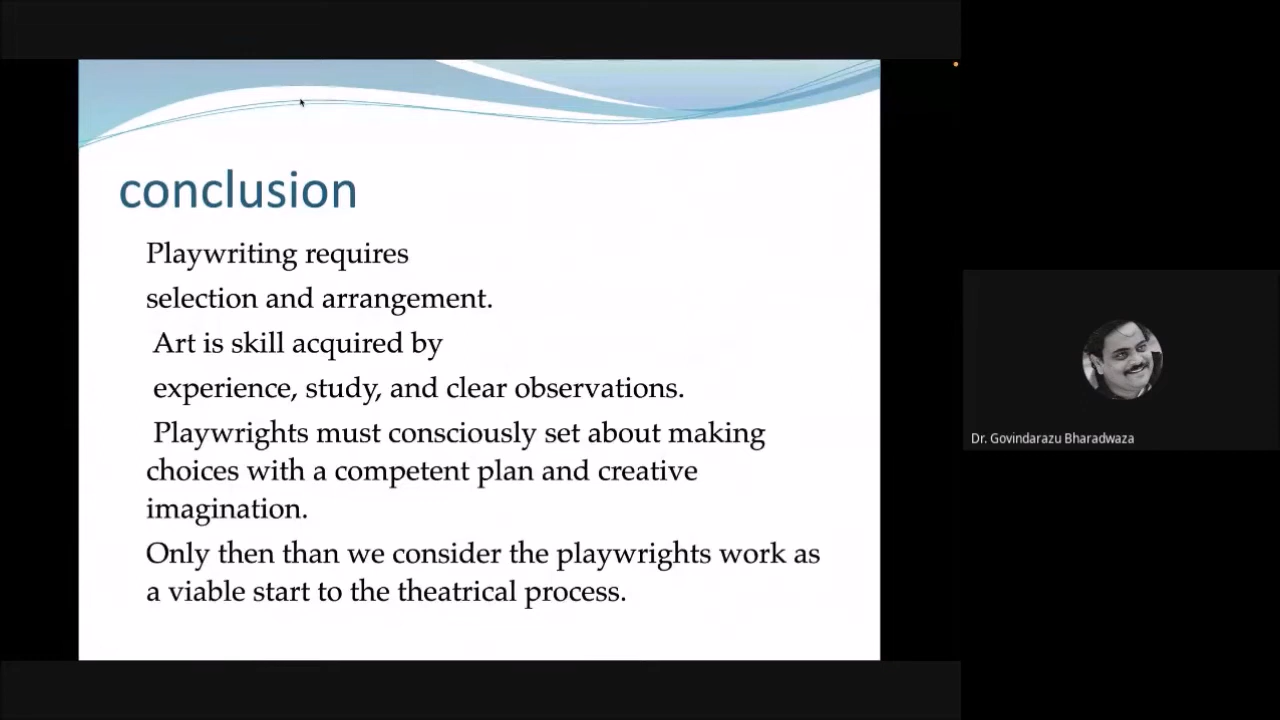 conclusion
Playwriting requires
selection and arrangement.
Art is skill acquired by
experience, study, and clear observations.
Playwrights must consciously set about making
choices with a competent plan and creative
imagination.
Only then than we consider the playwrights work as
a viable start to the theatrical process.
Dr. Govindarazu Bharadwaza